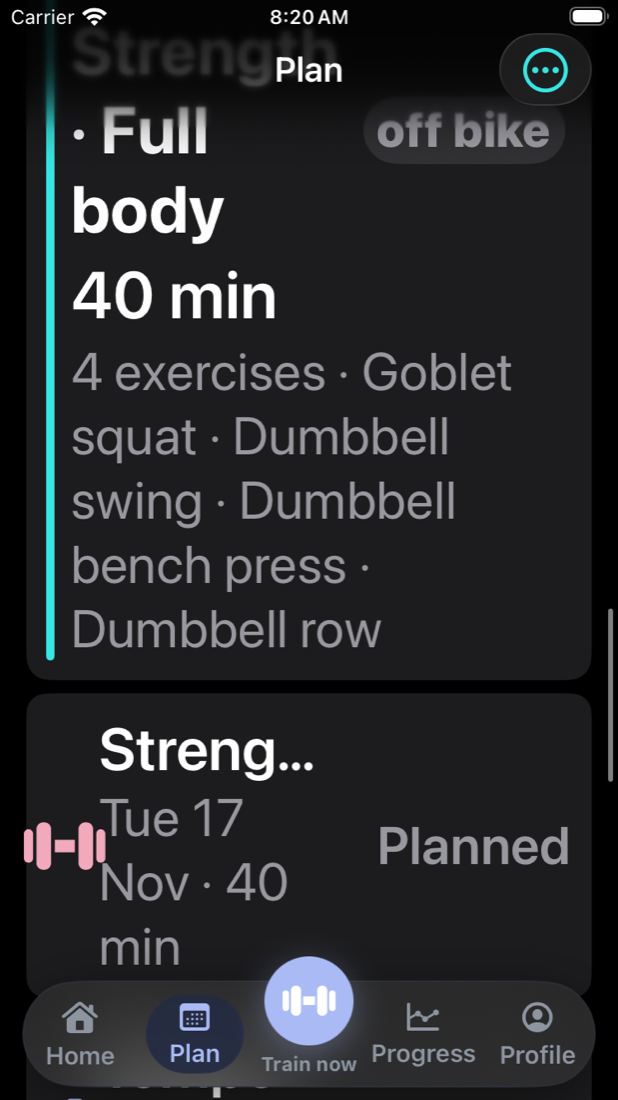 Carrier 8:20 AM
Strength
Plan
· Full
off bike
body
40 min
4 exercises · Goblet
squat · Dumbbell
swing · Dumbbell
bench press ·
Dumbbell row
Streng...
Tue 17
Nov · 40
min
Planned
Home
Plan
Train now
Progress
Profile